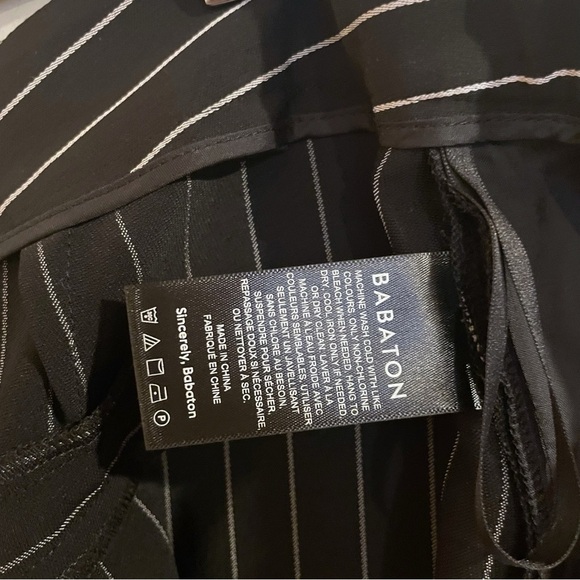 BABATON
MACHINE WASH COLD WITH LIKE
COLOURS, ONLY NON-CHLORINE
BLEACH WHEN NEEDED, HANG TO
DRY, COOL IRON ONLY IF NEEDED
OR DRY CLEAN. LAVER À LA
MACHINE À L'EAU FROIDE AVEC
COULEURS SEMBLABLES, UTILISER
SEULEMENT UN JAVELLISANT
SANS CHLORE AU BESOIN,
SUSPENDRE POUR SÉCHER,
REPASSAGE DOUX SI NÉCESSAIRE,
OU NETTOYER À SEC.
MADE IN CHINA
FABRIQUÉ EN CHINE
Sincerely, Babaton
P